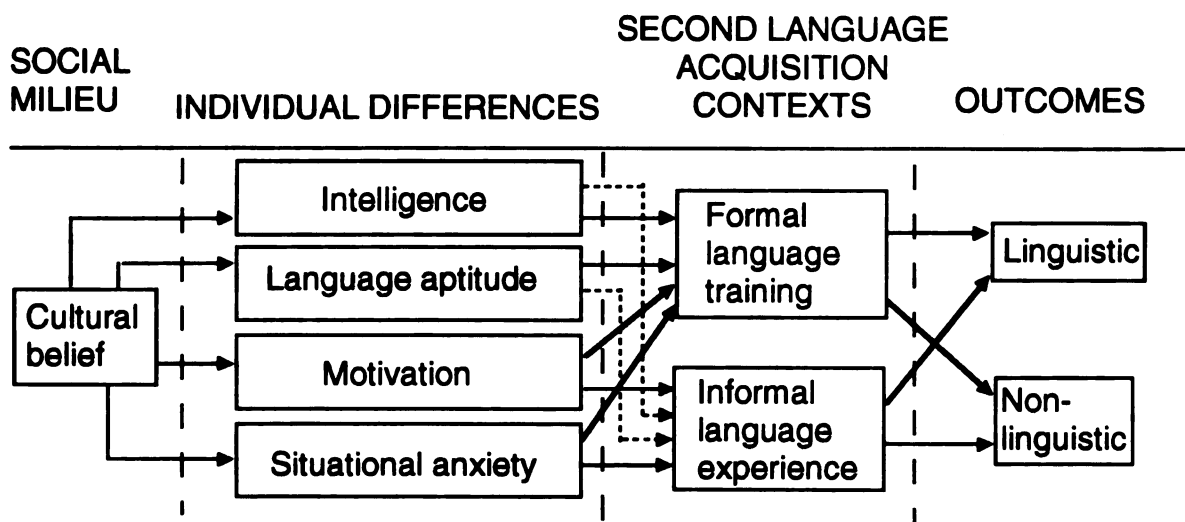 SOCIAL
MILIEU
INDIVIDUAL DIFFERENCES
SECOND LANGUAGE
ACQUISITION
CONTEXTS
OUTCOMES
Cultural
belief
Intelligence
Language aptitude
Motivation
Situational anxiety
Formal
language
training
Informal
language
experience
Linguistic
Non-
linguistic